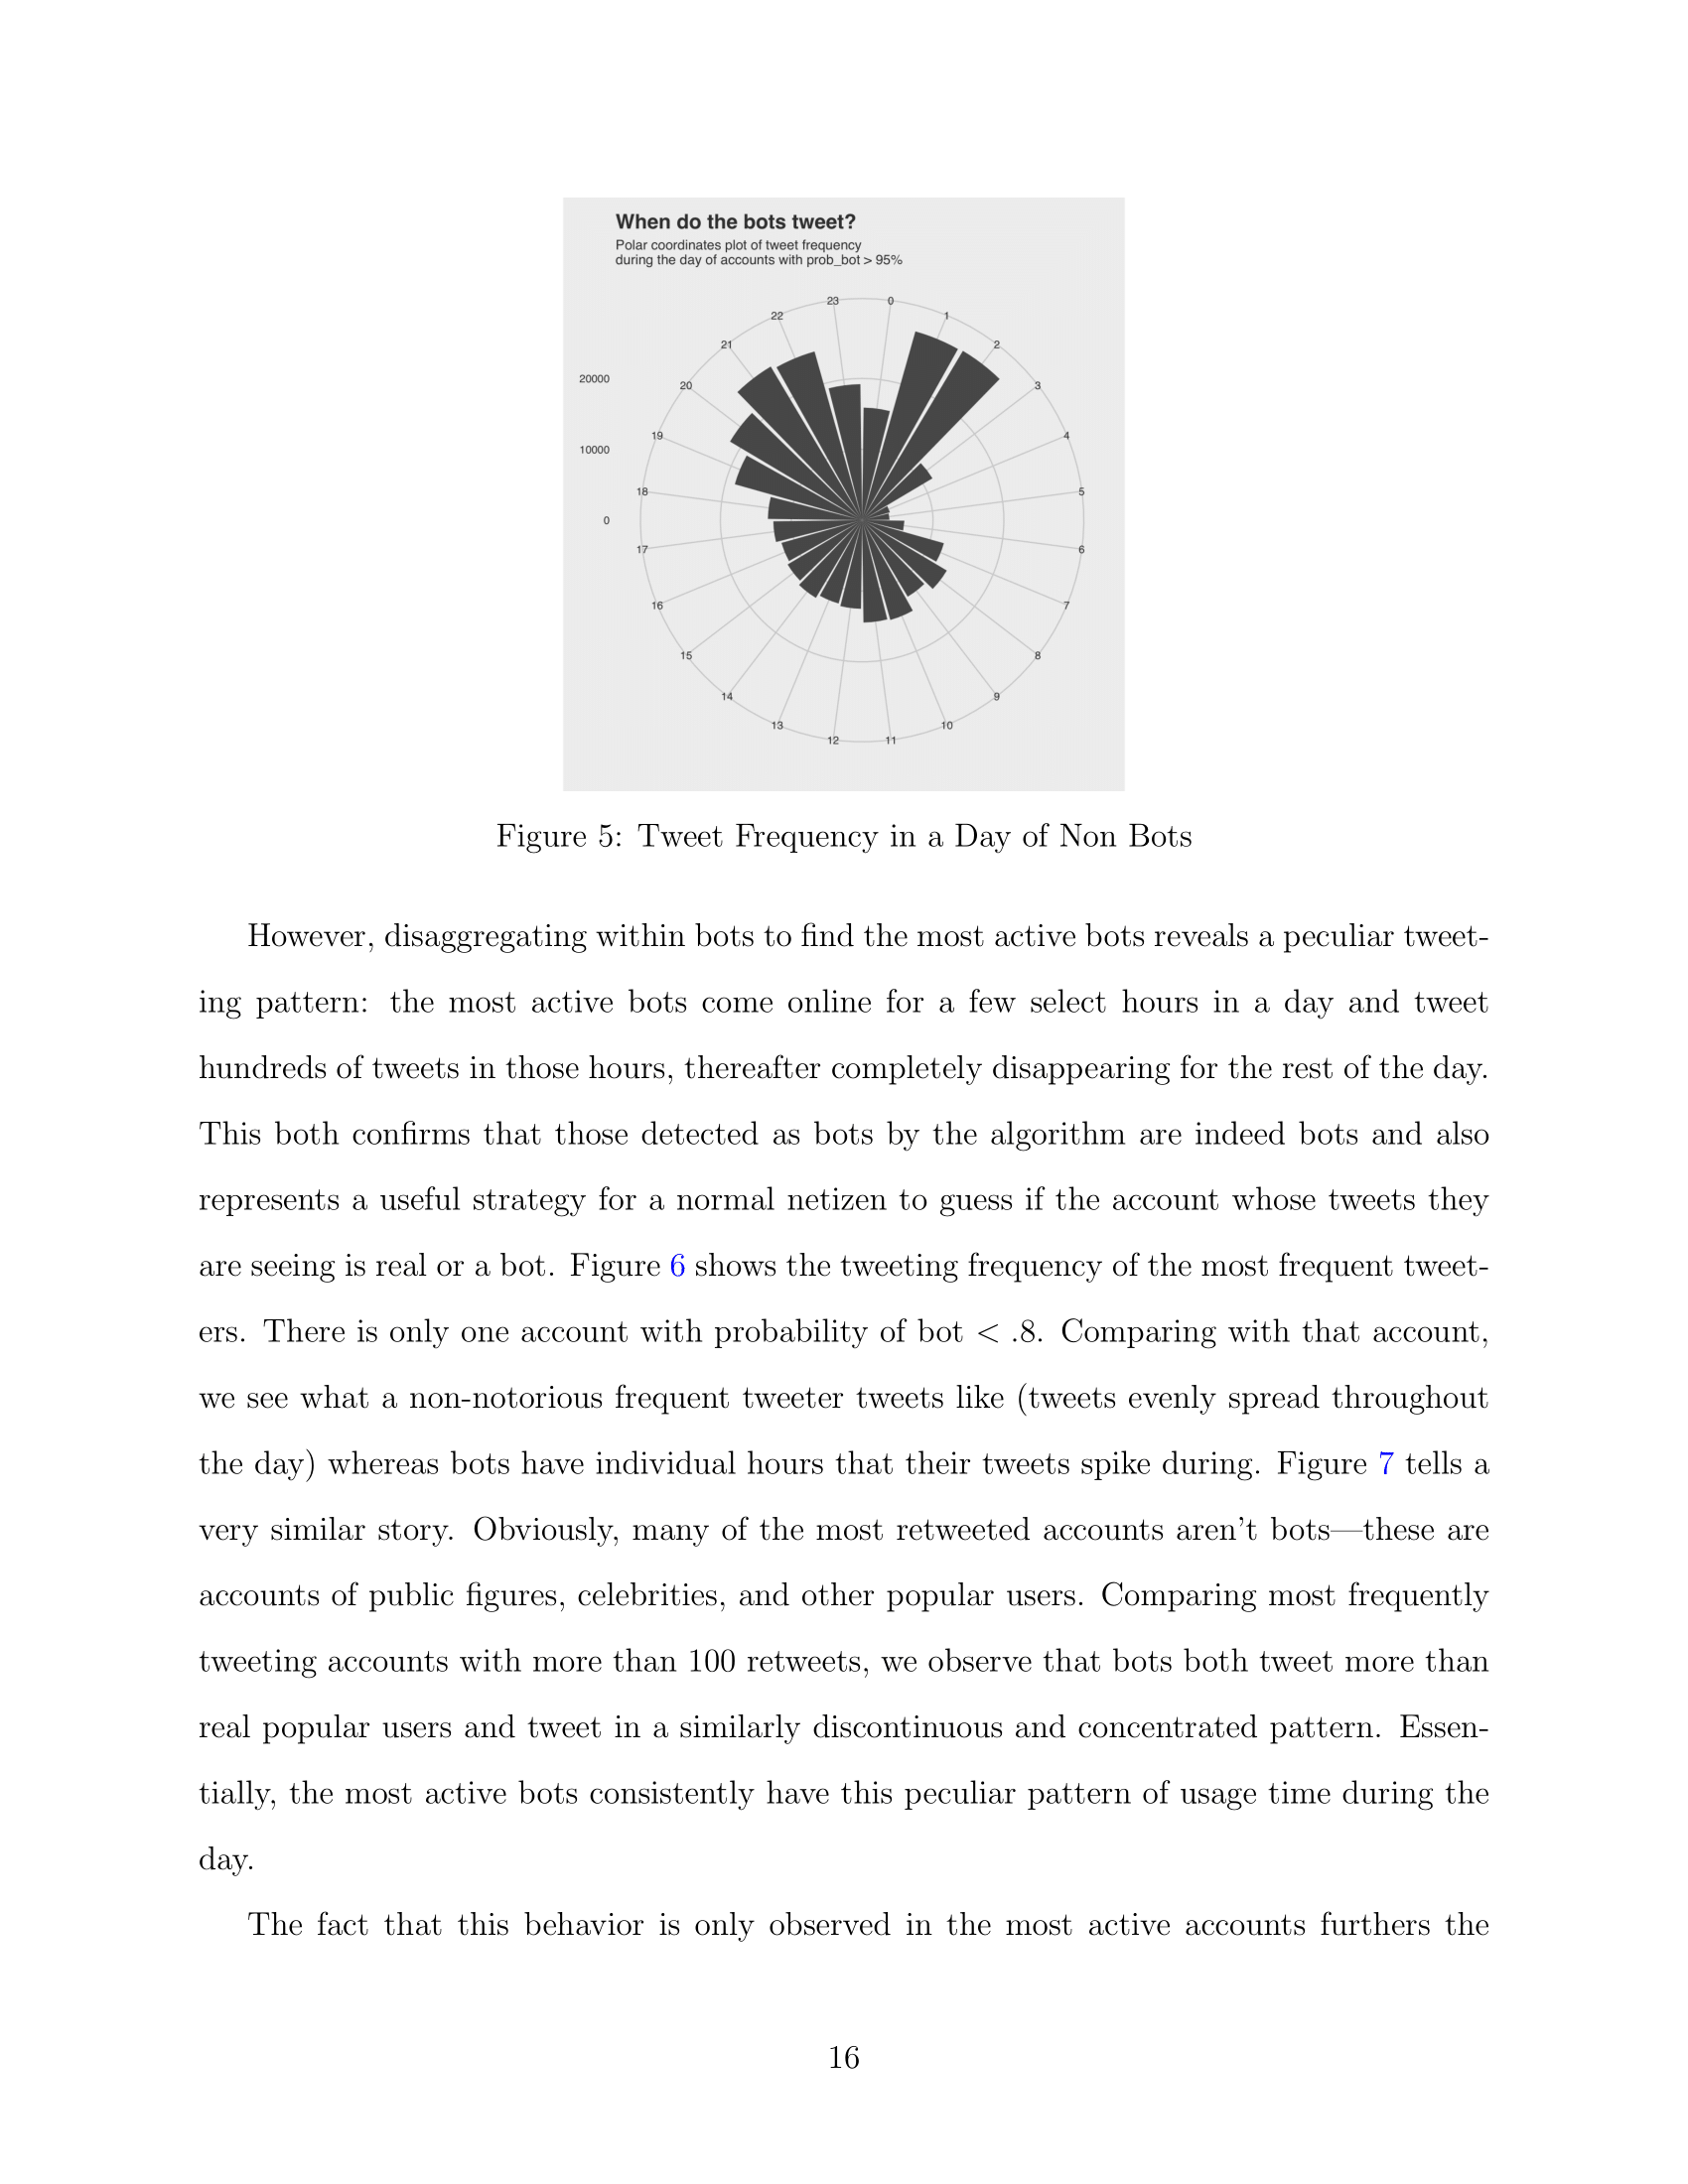 When do the bots tweet?
Polar coordinates plot of tweet frequency
during the day of accounts with prob_bot > 95%
23
0
22
1
21
2
20000
20
3
10000
19
4
18
5
0
17
6
16
7
15
8
14
9
13
10
12
11
Figure 5: Tweet Frequency in a Day of Non Bots
However, disaggregating within bots to find the most active bots reveals a peculiar tweet-
ing pattern: the most active bots come online for a few select hours in a day and tweet
hundreds of tweets in those hours, thereafter completely disappearing for the rest of the day.
This both confirms that those detected as bots by the algorithm are indeed bots and also
represents a useful strategy for a normal netizen to guess if the account whose tweets they
are seeing is real or a bot. Figure 6 shows the tweeting frequency of the most frequent tweet-
ers. There is only one account with probability of bot < .8. Comparing with that account,
we see what a non-notorious frequent tweeter tweets like (tweets evenly spread throughout
the day) whereas bots have individual hours that their tweets spike during. Figure 7 tells a
very similar story. Obviously, many of the most retweeted accounts aren't bots—these are
accounts of public figures, celebrities, and other popular users. Comparing most frequently
tweeting accounts with more than 100 retweets, we observe that bots both tweet more than
real popular users and tweet in a similarly discontinuous and concentrated pattern. Essen-
tially, the most active bots consistently have this peculiar pattern of usage time during the
day.
The fact that this behavior is only observed in the most active accounts furthers the
16